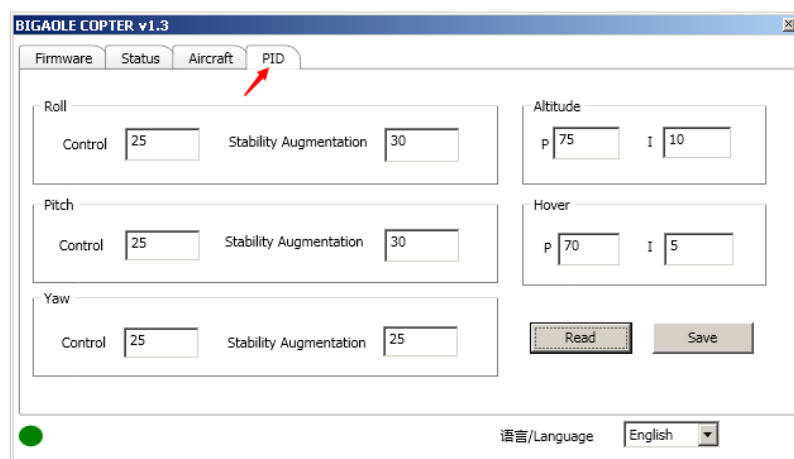 BIGAOLE COPTER v1.3
Firmware Status Aircraft PID
Roll
Control 25 Stability Augmentation 30
Altitude
P 75 I 10
Pitch
Control 25 Stability Augmentation 30
Hover
P 70 I 5
Yaw
Control 25 Stability Augmentation 25
Read Save
语言/Language English